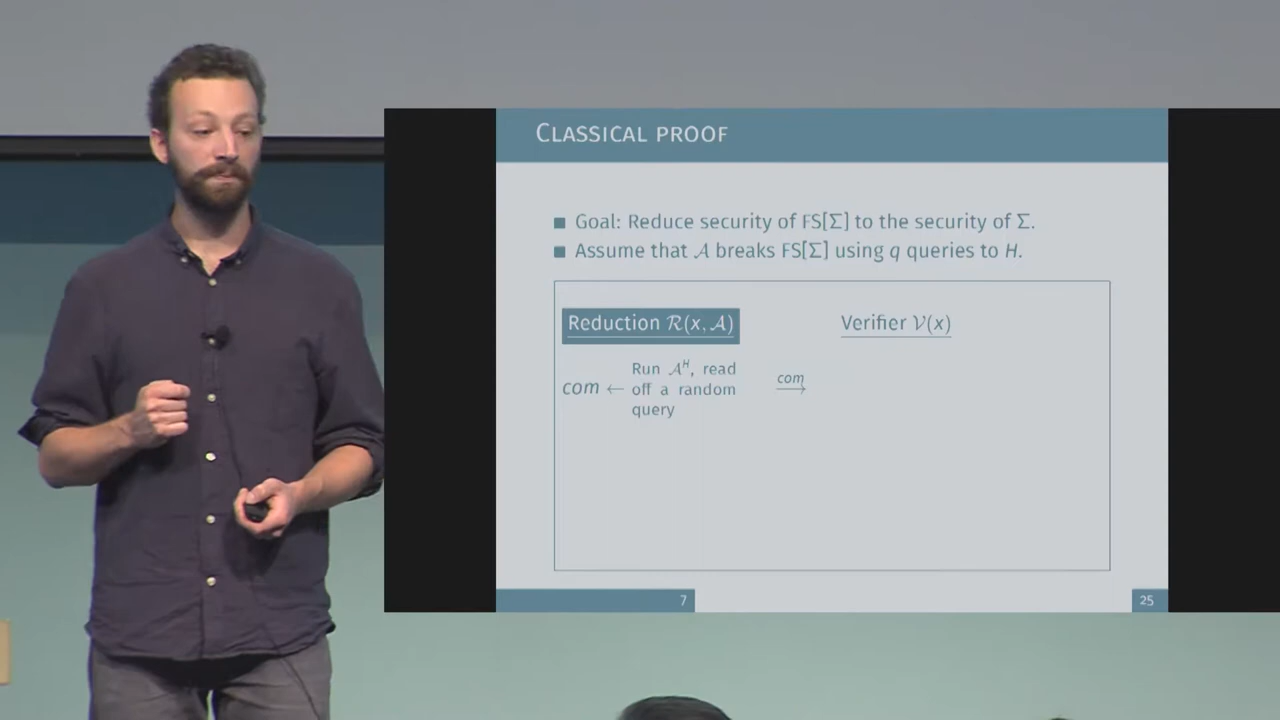 CLASSICAL PROOF
■ Goal: Reduce security of FS[Σ] to the security of Σ.
■ Assume that 𝒜 breaks FS[Σ] using q queries to H.
Reduction ℛ(x, 𝒜)
Verifier 𝒱(x)
Run 𝒜ᴴ, read
com ← off a random
query
com
→
7
25